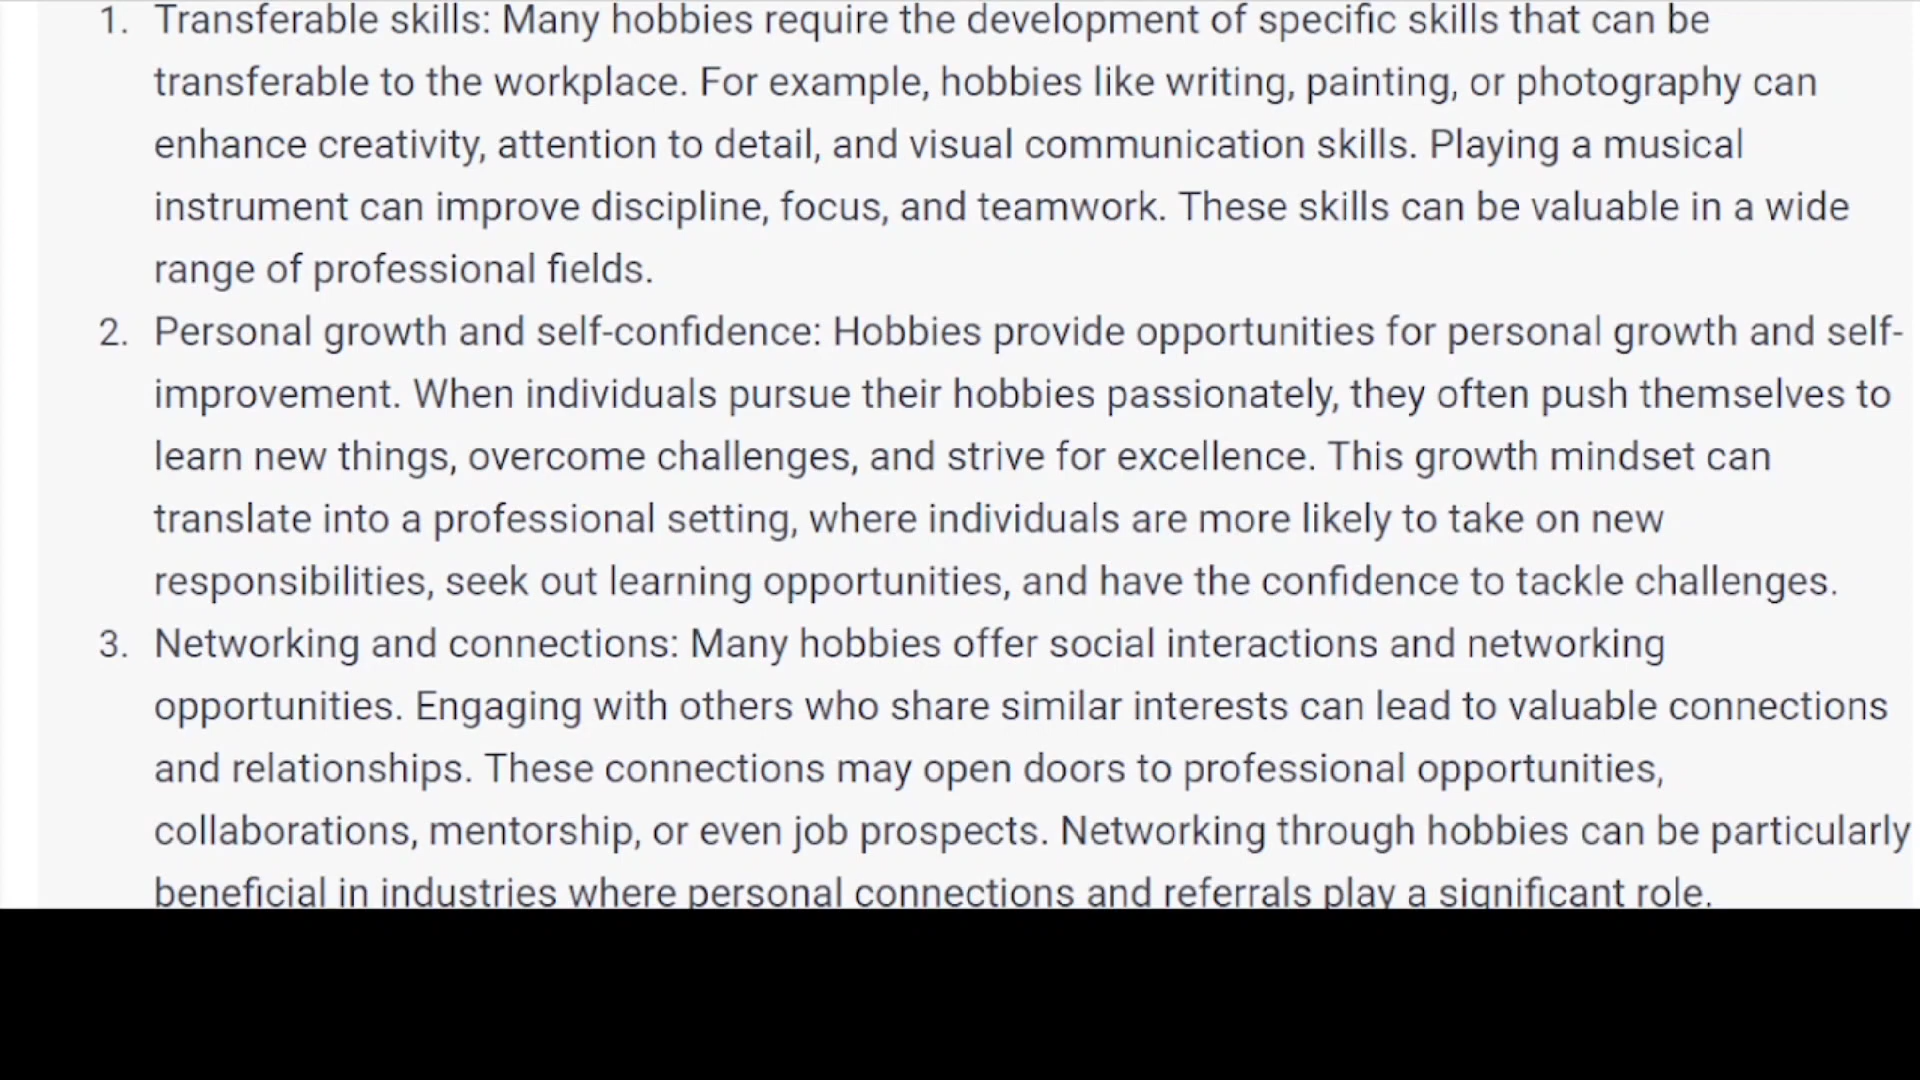 1. Transferable skills: Many hobbies require the development of specific skills that can be
transferable to the workplace. For example, hobbies like writing, painting, or photography can
enhance creativity, attention to detail, and visual communication skills. Playing a musical
instrument can improve discipline, focus, and teamwork. These skills can be valuable in a wide
range of professional fields.
2. Personal growth and self-confidence: Hobbies provide opportunities for personal growth and self-
improvement. When individuals pursue their hobbies passionately, they often push themselves to
learn new things, overcome challenges, and strive for excellence. This growth mindset can
translate into a professional setting, where individuals are more likely to take on new
responsibilities, seek out learning opportunities, and have the confidence to tackle challenges.
3. Networking and connections: Many hobbies offer social interactions and networking
opportunities. Engaging with others who share similar interests can lead to valuable connections
and relationships. These connections may open doors to professional opportunities,
collaborations, mentorship, or even job prospects. Networking through hobbies can be particularly
beneficial in industries where personal connections and referrals play a significant role.